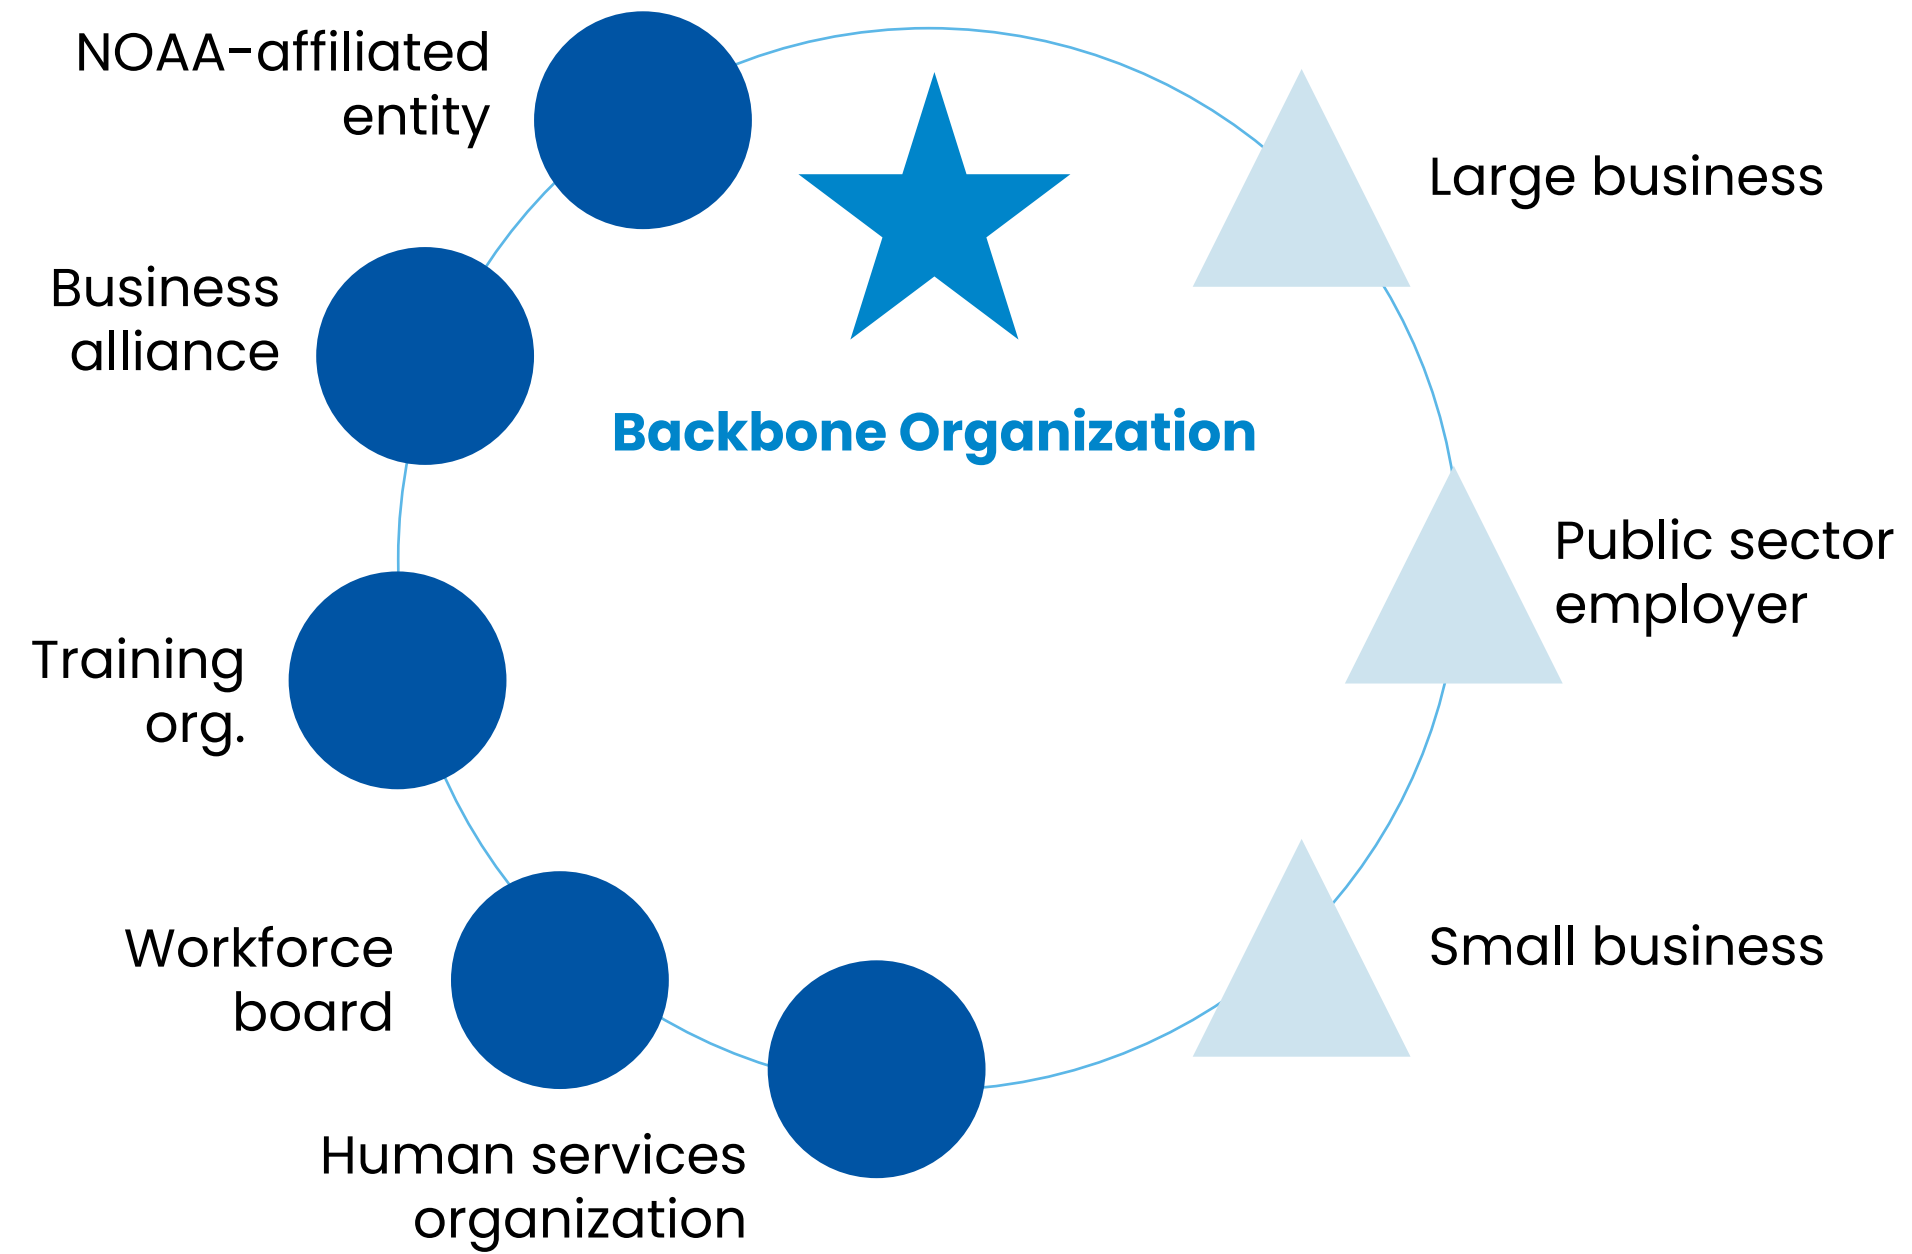 NOAA-affiliated
entity
Large business
Business
alliance
Backbone Organization
Public sector
employer
Training
org.
Workforce
board
Small business
Human services
organization